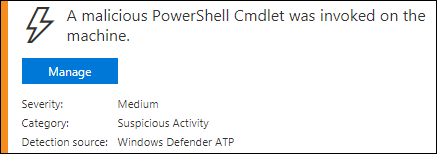 A malicious PowerShell Cmdlet was invoked on the
machine.
Manage
Severity: Medium
Category: Suspicious Activity
Detection source: Windows Defender ATP